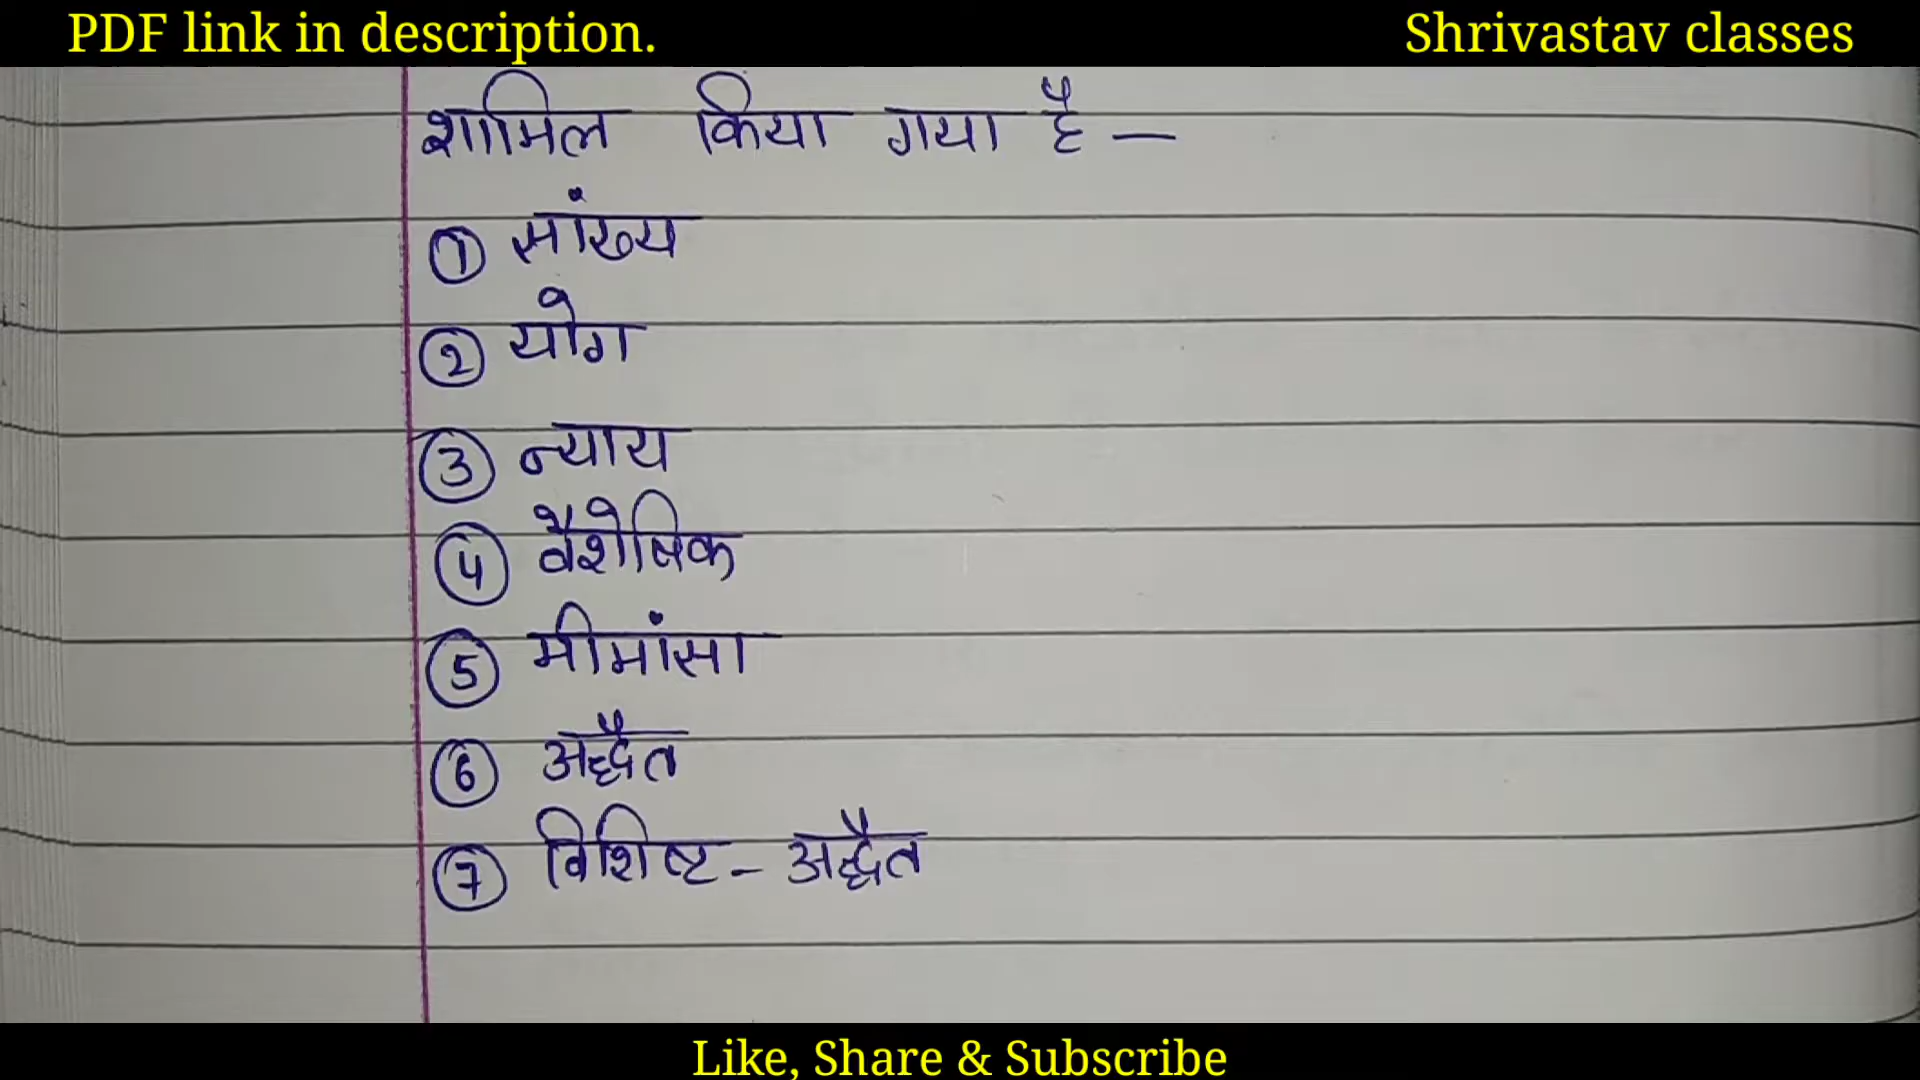 PDF link in description. Shrivastav classes
शामिल किया गया है –
① सांख्य
② योग
③ न्याय
④ वैशेषिक
⑤ मीमांसा
⑥ अद्वैत
⑦ विशिष्ट - अद्वैत
Like, Share & Subscribe